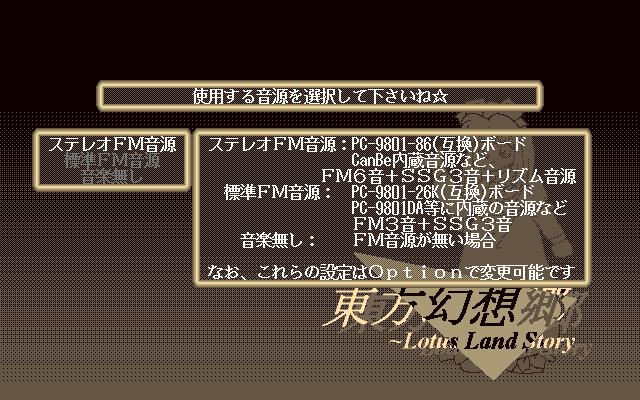 使用する音源を選択して下さいね☆
ステレオFM音源
標準FM音源
音楽無し
ステレオFM音源:PC-9801-86(互換)ボード
CanBe内蔵音源など、
FM6音+SSG3音+リズム音源
標準FM音源: PC-9801-26K(互換)ボード
PC-9801DA等に内蔵の音源など
FM3音+SSG3音
音楽無し: FM音源が無い場合
なお、これらの設定はOptionで変更可能です
東方幻想郷
~Lotus Land Story